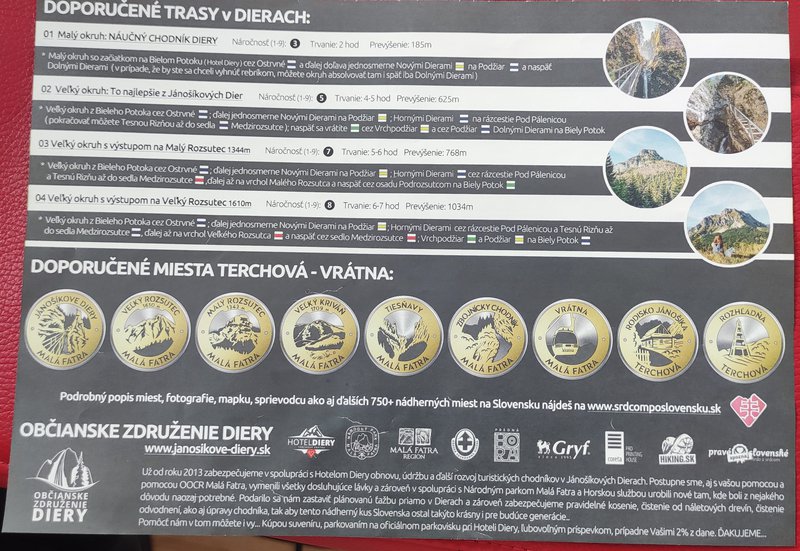 DOPORUČENÉ TRASY v DIERACH:
01 Malý okruh: NÁUČNÝ CHODNÍK DIERY Náročnosť (1-9): 3 Trvanie: 2 hod Prevýšenie: 185m
* Malý okruh so začiatkom na Bielom Potoku (Hotel Diery) cez Ostrvné ; a ďalej doľava jednosmerne Novými Dierami na Podžiar a naspäť
Dolnými Dierami ( v prípade, že by ste sa chceli vyhnúť rebríkom, môžete okruh absolvovať tam i späť iba Dolnými Dierami )
02 Veľký okruh: To najlepšie z Jánošíkových Dier Náročnosť (1-9): 5 Trvanie: 4-5 hod Prevýšenie: 625m
* Veľký okruh z Bieleho Potoka cez Ostrvné ; ďalej jednosmerne Novými Dierami na Podžiar ; Hornými Dierami na rázcestie Pod Pálenicou
(pokračovať môžete Tesnou Rizňou až do sedla Medzirozsutce ); naspäť sa vrátite cez Vrchpodžiar a cez Podžiar Dolnými Dierami na Biely Potok
03 Veľký okruh s výstupom na Malý Rozsutec 1344m Náročnosť (1-9): 7 Trvanie: 5-6 hod Prevýšenie: 768m
* Veľký okruh z Bieleho Potoka cez Ostrvné ; ďalej jednosmerne Novými Dierami na Podžiar ; Hornými Dierami cez rázcestie Pod Pálenicou
a Tesnú Rizňu až do sedla Medzirozsutce ,ďalej až na vrchol Malého Rozsutca a naspäť cez osadu Podrozsutcom na Biely Potok
04 Veľký okruh s výstupom na Veľký Rozsutec 1610m Náročnosť (1-9): 8 Trvanie: 6-7 hod Prevýšenie: 1034m
* Veľký okruh z Bieleho Potoka cez Ostrvné ; ďalej jednosmerne Novými Dierami na Podžiar ; Hornými Dierami cez rázcestie Pod Pálenicou a Tesnú Rizňu až
do sedla Medzirozsutce , ďalej až na vrchol Veľkého Rozsutca a naspäť cez sedlo Medzirozsutce ; Vrchpodžiar a Podžiar na Biely Potok
DOPORUČENÉ MIESTA TERCHOVÁ - VRÁTNA:
JÁNOŠÍKOVE DIERY MALÁ FATRA
VEĽKÝ ROZSUTEC 1610 MALÁ FATRA
MALÝ ROZSUTEC 1343 m MALÁ FATRA
VEĽKÝ KRIVÁŇ 1709 m MALÁ FATRA
TIESŇAVY MALÁ FATRA
ZBOJNÍCKY CHODNÍK MALÁ FATRA
VRÁTNA MALÁ FATRA
RODISKO JÁNOŠÍKA TERCHOVÁ
ROZHĽADŇA TERCHOVÁ
Podrobný popis miest, fotografie, mapku, sprievodcu ako aj ďalších 750+ nádherných miest na Slovensku nájdeš na www.srdcomposlovensku.sk
OBČIANSKE ZDRUŽENIE DIERY
www.janosikove-diery.sk
HOTEL DIERY
MALÁ FATRA
REGIÓN
PREDNÁ
Gryf
since 1991
cometa
PRO
PRINTING
HOUSE
HIKING.SK
pravé slovenské
OBČIANSKE
ZDRUŽENIE
DIERY
Už od roku 2013 zabezpečujeme v spolupráci s Hotelom Diery obnovu, údržbu a ďalší rozvoj turistických chodníkov v Jánošíkových Dierach. Postupne sme, aj s vašou pomocou a
pomocou OOCR Malá Fatra, vymenili všetky dosluhujúce lávky a zároveň v spolupráci s Národným parkom Malá Fatra a Horskou službou urobili nové tam, kde boli z nejakého
dôvodu naozaj potrebné. Podarilo sa nám zastaviť plánovanú ťažbu priamo v Dierach a zároveň zabezpečujeme pravidelné kosenie, čistenie od náletových drevín, čistenie
odvodnení, ako aj úpravy chodníka, tak aby tento nádherný kus Slovenska ostal takýto krásny i pre budúce generácie..
Pomôcť nám v tom môžete i vy... Kúpou suveníru, parkovaním na oficiálnom parkovisku pri Hoteli Diery, ľubovoľným príspevkom, prípadne Vašimi 2% z dane. ĎAKUJEME...